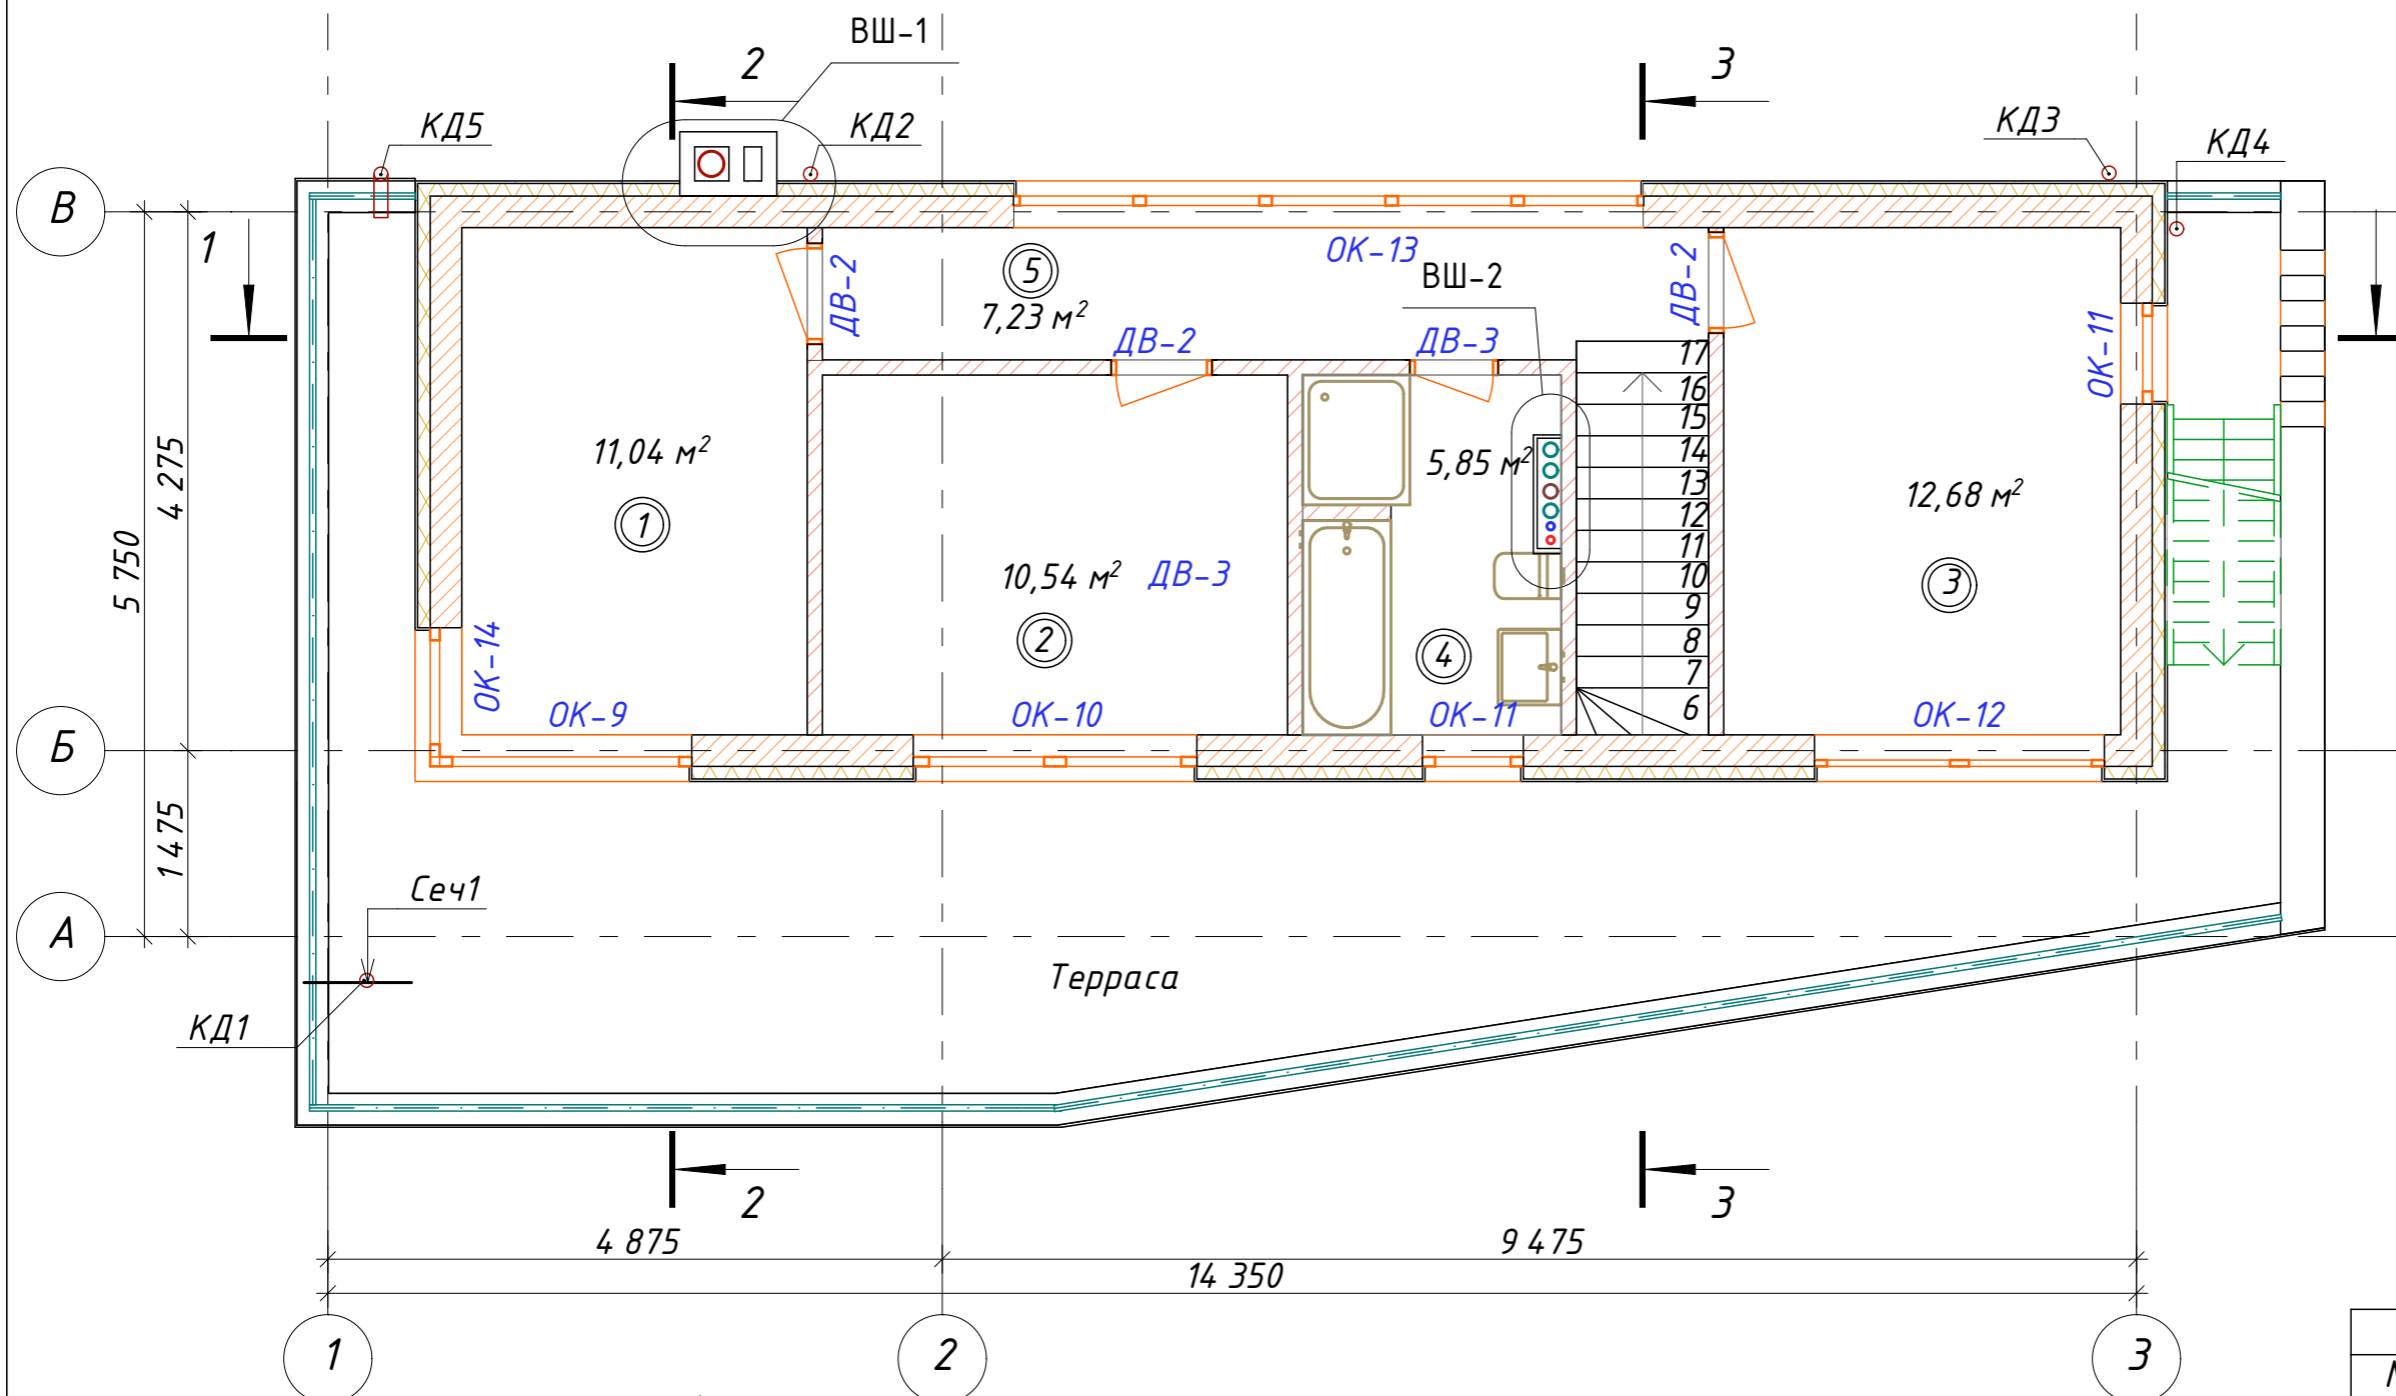 ВШ-1
2
3
КД5
КД2
КД3
КД4
В
1
ОК-13
5
7,23 м²
ВШ-2
ДВ-2
ДВ-2
ДВ-2
ДВ-3
ОК-11
17
16
15
14
13
12
11
10
9
8
7
6
11,04 м²
1
5,85 м²
12,68 м²
3
10,54 м²
ДВ-3
2
4
4 275
5 750
1 475
ОК-14
ОК-9
ОК-10
ОК-11
ОК-12
Б
А
Сеч1
КД1
Терраса
2
3
4 875
9 475
14 350
1
2
3